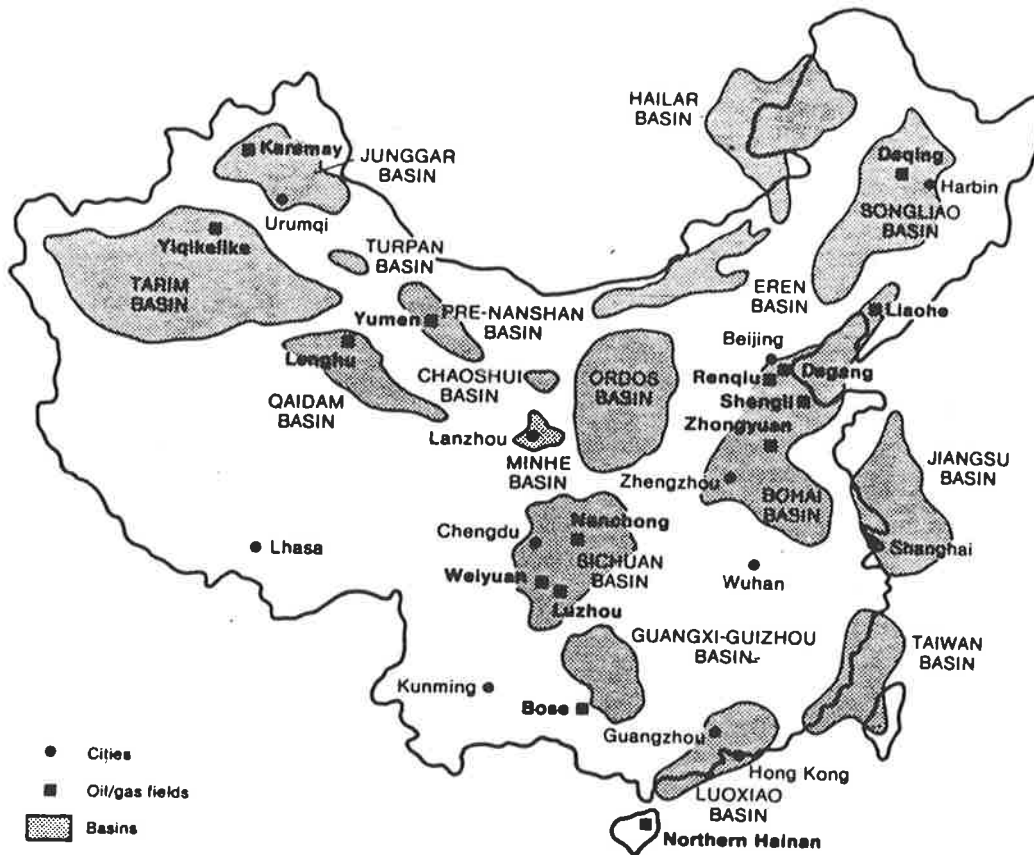 HAILAR
BASIN
Karamay
JUNGGAR
BASIN
Urumqi
Daqing
Harbin
SONGLIAO
BASIN
Yiqikelike
TURPAN
BASIN
TARIM
BASIN
EREN
BASIN
Yumen
PRE-NANSHAN
BASIN
Liaohe
Lenghu
Beijing
CHAOSHUI
BASIN
ORDOS
BASIN
Renqiu
Dagang
Shengli
QAIDAM
BASIN
Lanzhou
Zhongyuan
MINHE
BASIN
JIANGSU
BASIN
Zhengzhou
BOHAI
BASIN
Nanchong
Chengdu
Lhasa
SICHUAN
BASIN
Shanghai
Weiyuan
Wuhan
Luzhou
GUANGXI-GUIZHOU
BASIN
TAIWAN
BASIN
Kunming
Bose
Guangzhou
Hong Kong
LUOXIAO
BASIN
Northern Hainan
Cities
Oil/gas fields
Basins